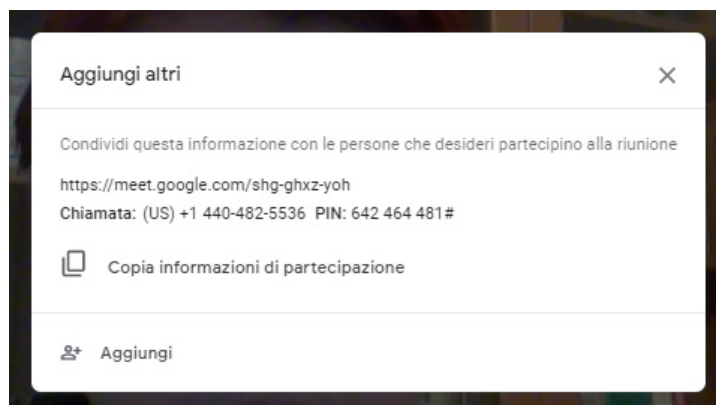 Aggiungi altri
Condividi questa informazione con le persone che desideri partecipino alla riunione
https://meet.google.com/shg-ghxz-yoh
Chiamata: (US) +1 440-482-5536 PIN: 642 464 481#
Copia informazioni di partecipazione
Aggiungi